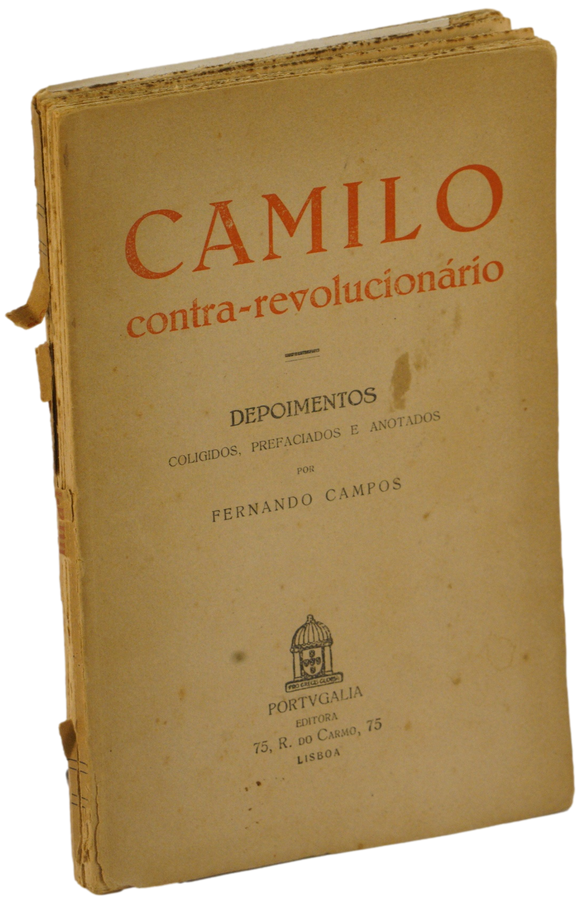 CAMILO
contra-revolucionário
DEPOIMENTOS
COLIGIDOS, PREFACIADOS E ANOTADOS
POR
FERNANDO CAMPOS
PORTVGALIA
EDITORA
75, R. DO CARMO, 75
LISBOA